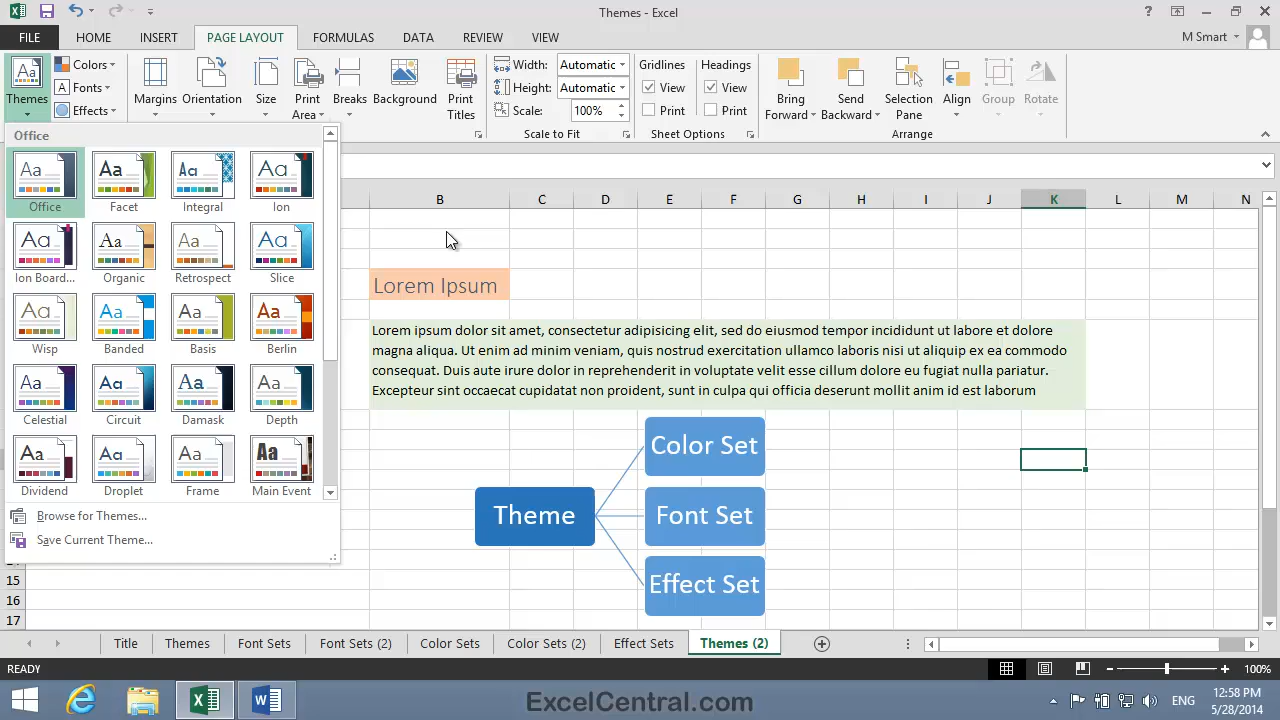 Themes - Excel
FILE HOME INSERT PAGE LAYOUT FORMULAS DATA REVIEW VIEW M Smart
Themes
Colors
Fonts
Effects
Margins
Orientation
Size
Print Area
Breaks
Background
Print Titles
Width: Automatic
Height: Automatic
Scale: 100%
Scale to Fit
Gridlines
View
Print
Headings
View
Print
Sheet Options
Bring Forward
Send Backward
Selection Pane
Align
Group
Rotate
Arrange
Office
Office Facet Integral Ion
Ion Board... Organic Retrospect Slice
Wisp Banded Basis Berlin
Celestial Circuit Damask Depth
Dividend Droplet Frame Main Event
Browse for Themes...
Save Current Theme...
B C D E F G H I J K L M N
Lorem Ipsum
Lorem ipsum dolor sit amet, consectetur adipisicing elit, sed do eiusmod tempor incididunt ut labore et dolore
magna aliqua. Ut enim ad minim veniam, quis nostrud exercitation ullamco laboris nisi ut aliquip ex ea commodo
consequat. Duis aute irure dolor in reprehenderit in voluptate velit esse cillum dolore eu fugiat nulla pariatur.
Excepteur sint occaecat cupidatat non proident, sunt in culpa qui officia deserunt mollit anim id est laborum
Color Set
Theme
Font Set
Effect Set
15
16
17
Title Themes Font Sets Font Sets (2) Color Sets Color Sets (2) Effect Sets Themes (2)
READY 100%
ExcelCentral.com
ENG
12:58 PM
5/28/2014